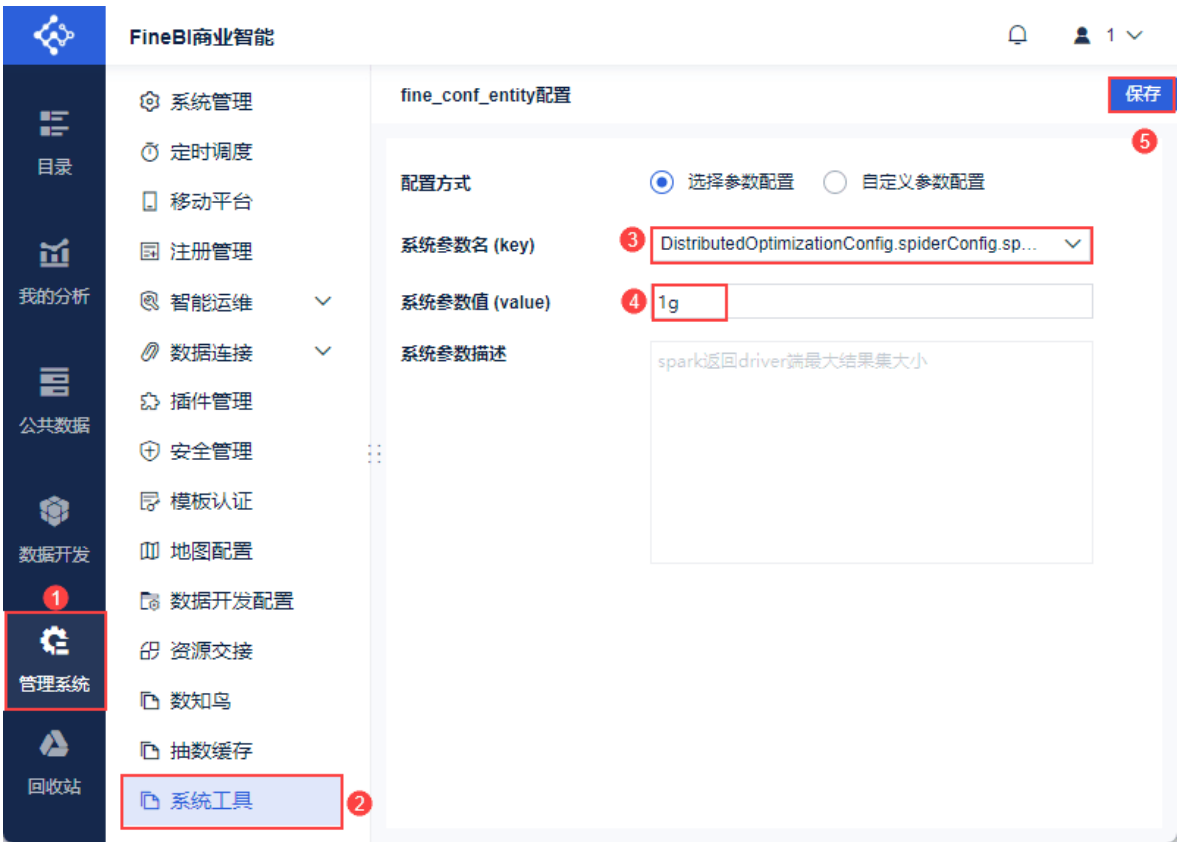 FineBI商业智能
1
目录
我的分析
公共数据
数据开发
1
管理系统
回收站
系统管理
定时调度
移动平台
注册管理
智能运维
数据连接
插件管理
安全管理
模板认证
地图配置
数据开发配置
资源交接
数知鸟
抽数缓存
系统工具
2
fine_conf_entity配置
保存
5
配置方式
选择参数配置
自定义参数配置
系统参数名 (key)
3
DistributedOptimizationConfig.spiderConfig.sp...
系统参数值 (value)
4
1g
系统参数描述
spark返回driver端最大结果集大小